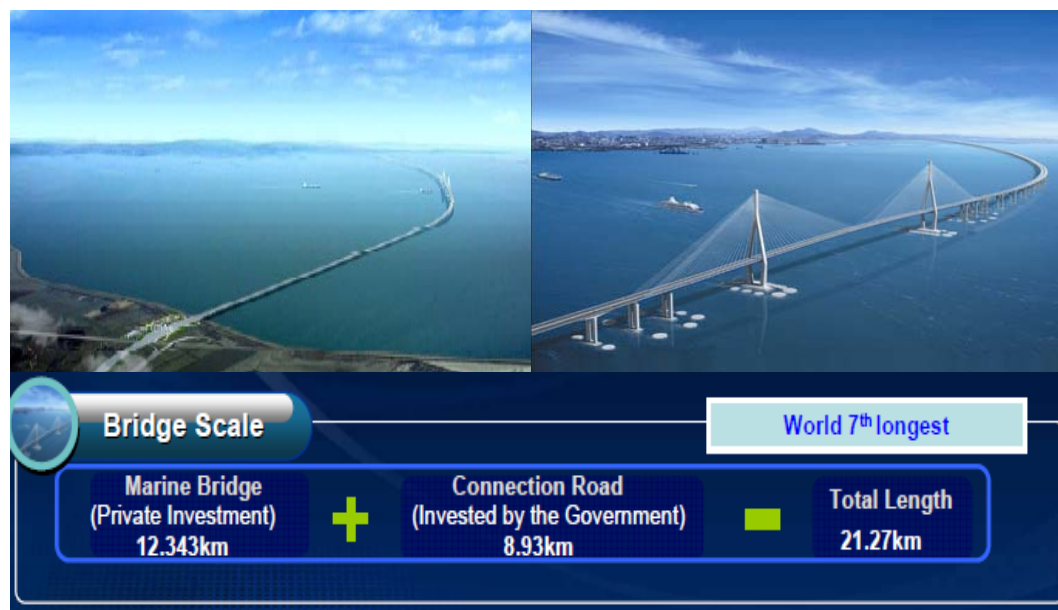 Bridge Scale
World 7th longest
Marine Bridge
(Private Investment)
12.343km
+
Connection Road
(Invested by the Government)
8.93km
Total Length
21.27km